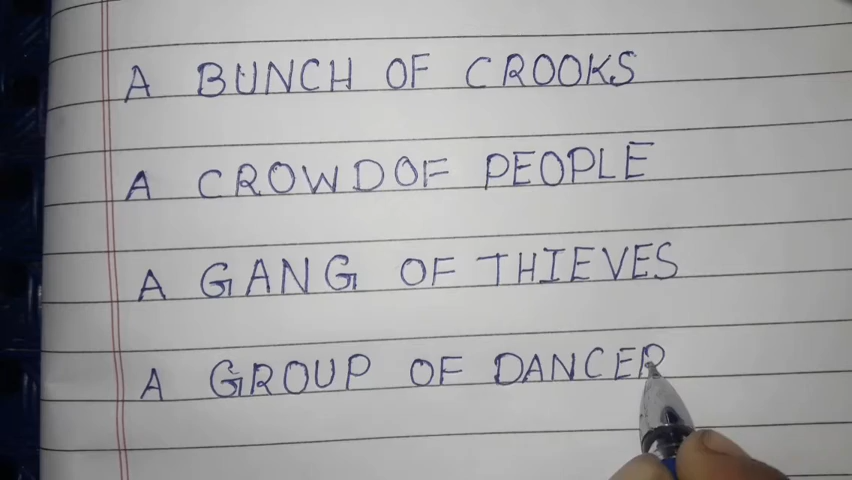 A BUNCH OF CROOKS
A CROWDOF PEOPLE
A GANG OF THIEVES
A GROUP OF DANCER